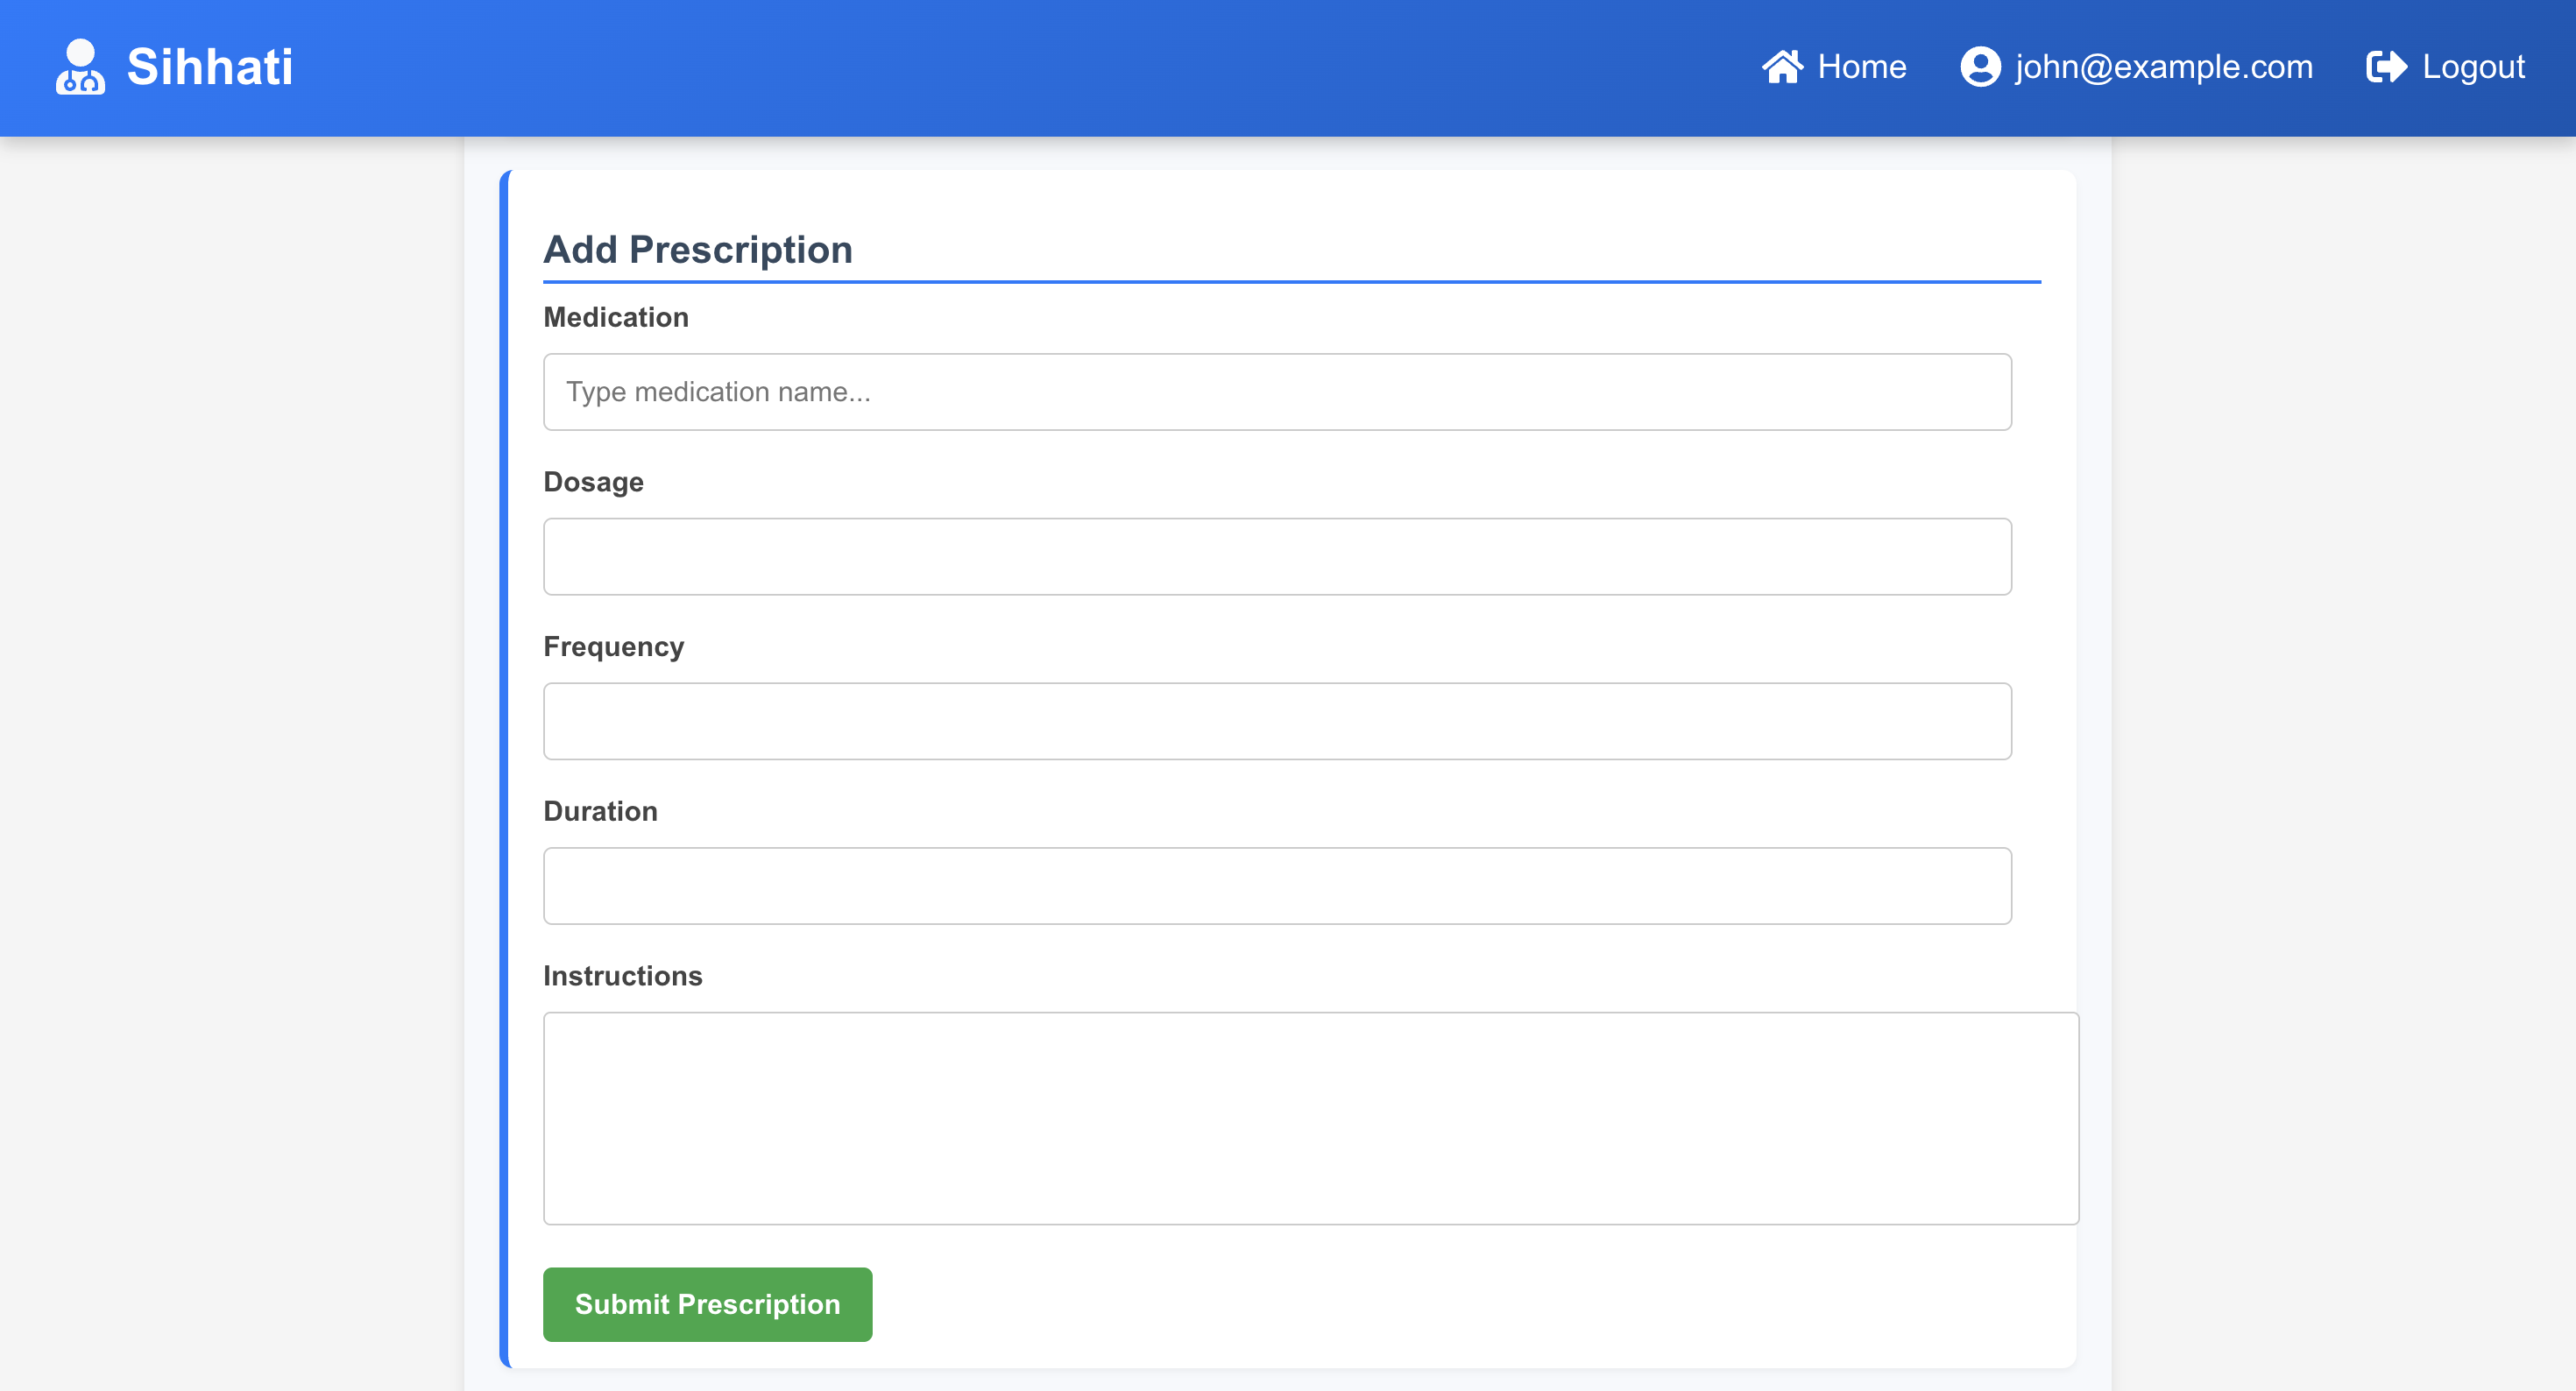 Sihhati
Home
john@example.com
Logout
Add Prescription
Medication
Type medication name...
Dosage
Frequency
Duration
Instructions
Submit Prescription